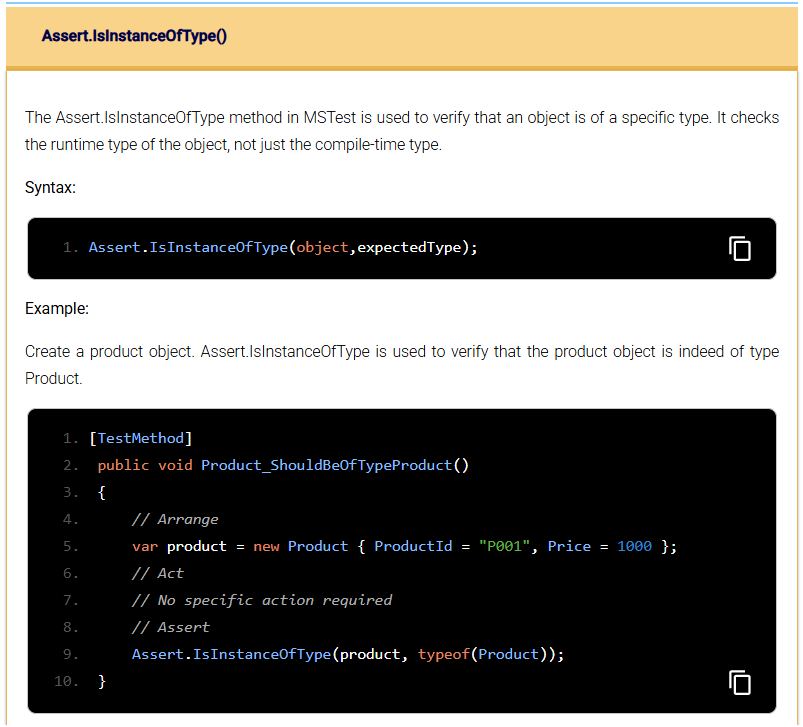 Assert.IsInstanceOfType()
The Assert.IsInstanceOfType method in MSTest is used to verify that an object is of a specific type. It checks
the runtime type of the object, not just the compile-time type.
Syntax:
1. Assert.IsInstanceOfType(object,expectedType);
Example:
Create a product object. Assert.IsInstanceOfType is used to verify that the product object is indeed of type
Product.
1. [TestMethod]
2. public void Product_ShouldBeOfTypeProduct()
3. {
4. // Arrange
5. var product = new Product { ProductId = "P001", Price = 1000 };
6. // Act
7. // No specific action required
8. // Assert
9. Assert.IsInstanceOfType(product, typeof(Product));
10. }